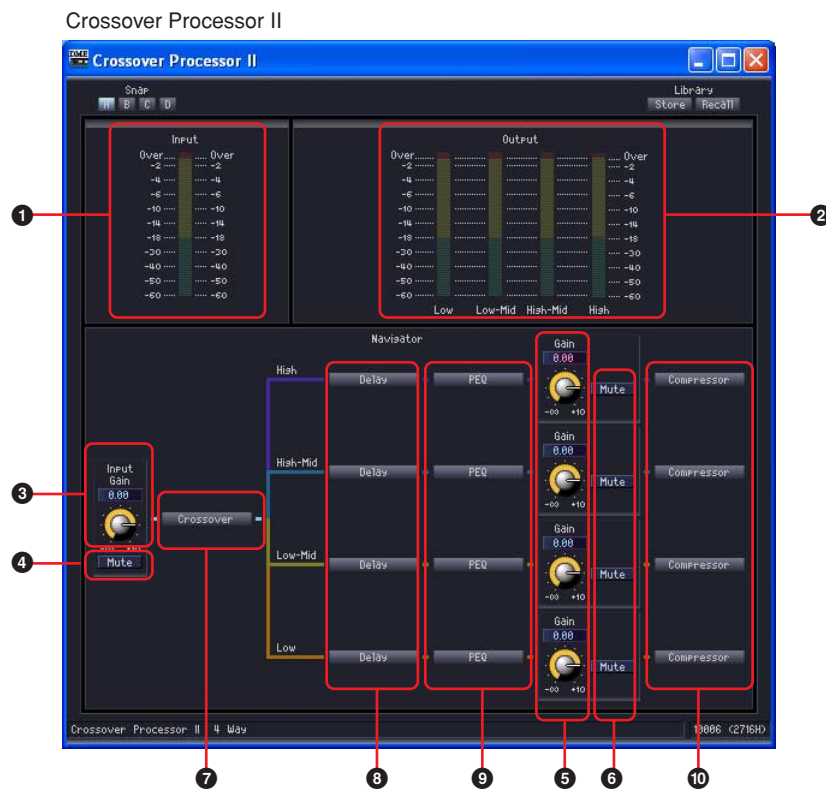 Crossover Processor II
DME
Crossover Processor II
Snap
A B C D
Library
Store Recall
Input
Over Over
-2 -2
-4 -4
-6 -6
-10 -10
-14 -14
-18 -18
-30 -30
-40 -40
-60 -60
Output
Over Over
-2 -2
-4 -4
-6 -6
-10 -10
-14 -14
-18 -18
-30 -30
-40 -40
-60 -60
Low Low-Mid High-Mid High
1
2
Navigator
High
Delay
PEQ
Gain
0.00
-∞ +10
Mute
Compressor
High-Mid
Delay
PEQ
Gain
0.00
-∞ +10
Mute
Compressor
3
Input
Gain
0.00
Crossover
4
Mute
Low-Mid
Delay
PEQ
Gain
0.00
-∞ +10
Mute
Compressor
Low
Delay
PEQ
Gain
0.00
-∞ +10
Mute
Compressor
Crossover Processor II 4 Way
10006 (2716H)
7 8 9 5 6 10